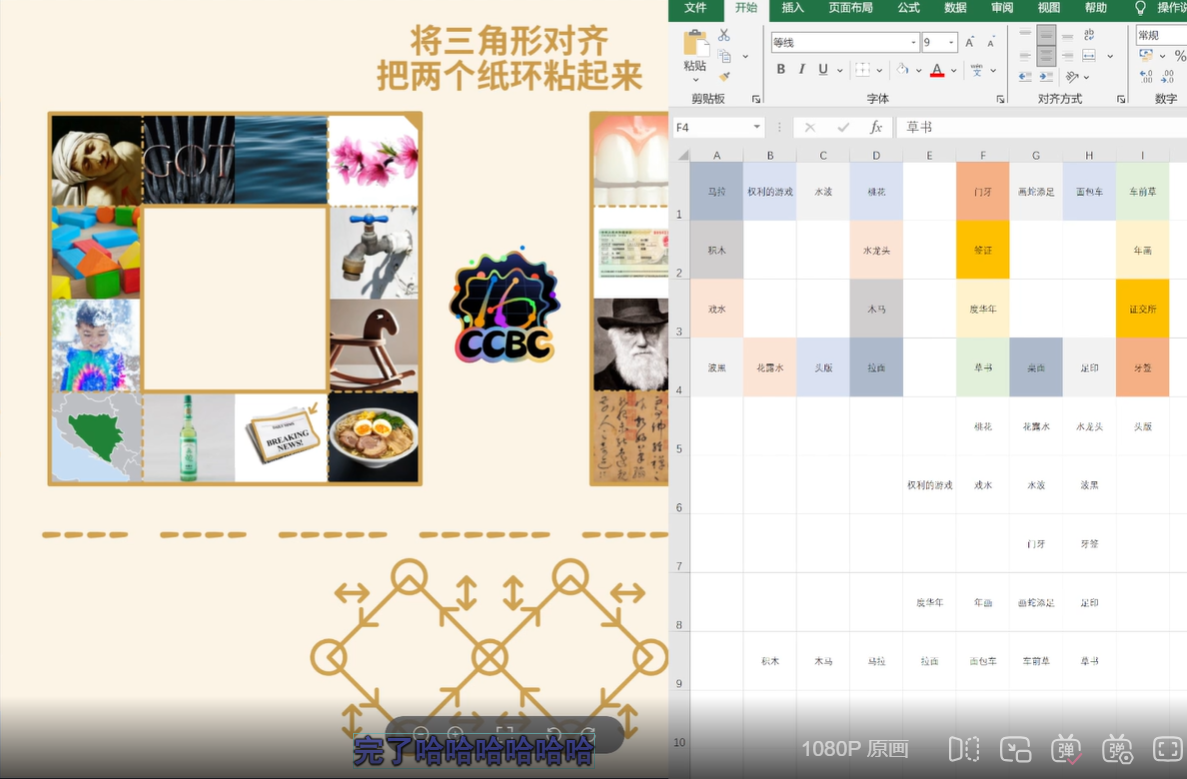 将三角形对齐
把两个纸环粘起来
GOT
BREAKING
NEWS!
CCBC
完了哈哈哈哈哈哈哈
文件 开始 插入 页面布局 公式 数据 审阅 视图 帮助 操作说
粘贴
等线 9
B I U A
常规
%
剪贴板 字体 对齐方式 数字
F4 fx 草书
A B C D E F G H I
1 马拉 权利的游戏 水波 桃花 门牙 画蛇添足 面包车 车前草
2 积木 水龙头 签证 年画
3 戏水 木马 度华年 证交所
4 波黑 花露水 头版 拉面 草书 桌面 足印 牙签
5 桃花 花露水 水龙头 头版
6 权利的游戏 戏水 水波 波黑
7 门牙 牙签
8 度华年 年画 画蛇添足 足印
9 积木 木马 马拉 拉面 面包车 车前草 草书
10
1080P 原画
弹 弹